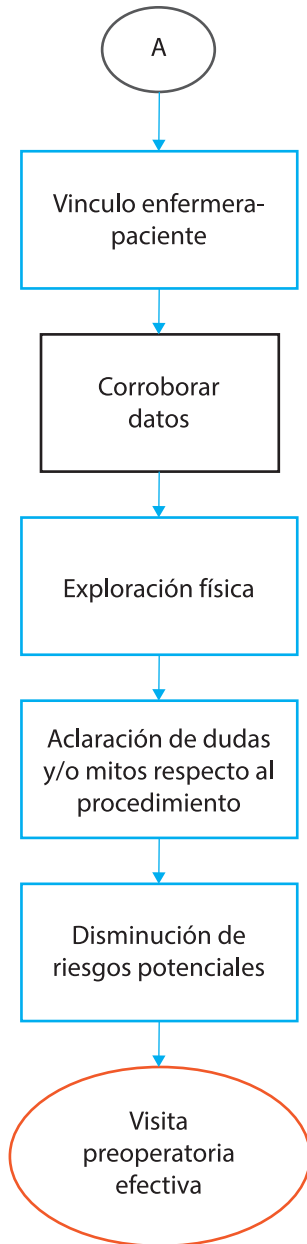 A
Vinculo enfermera-
paciente
Corroborar
datos
Exploración física
Aclaración de dudas
y/o mitos respecto al
procedimiento
Disminución de
riesgos potenciales
Visita
preoperatoria
efectiva